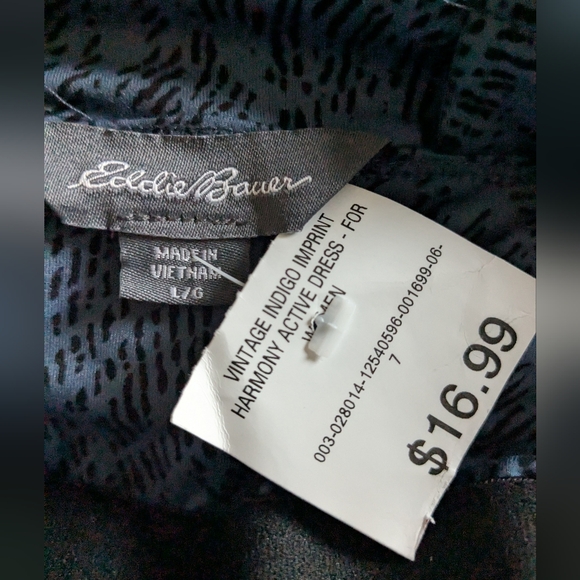 Eddie Bauer
MADE IN
VIETNAM
L/G
VINTAGE INDIGO IMPRINT
HARMONY ACTIVE DRESS - FOR
003-028014-12540596-001699-06-
7
$16.99